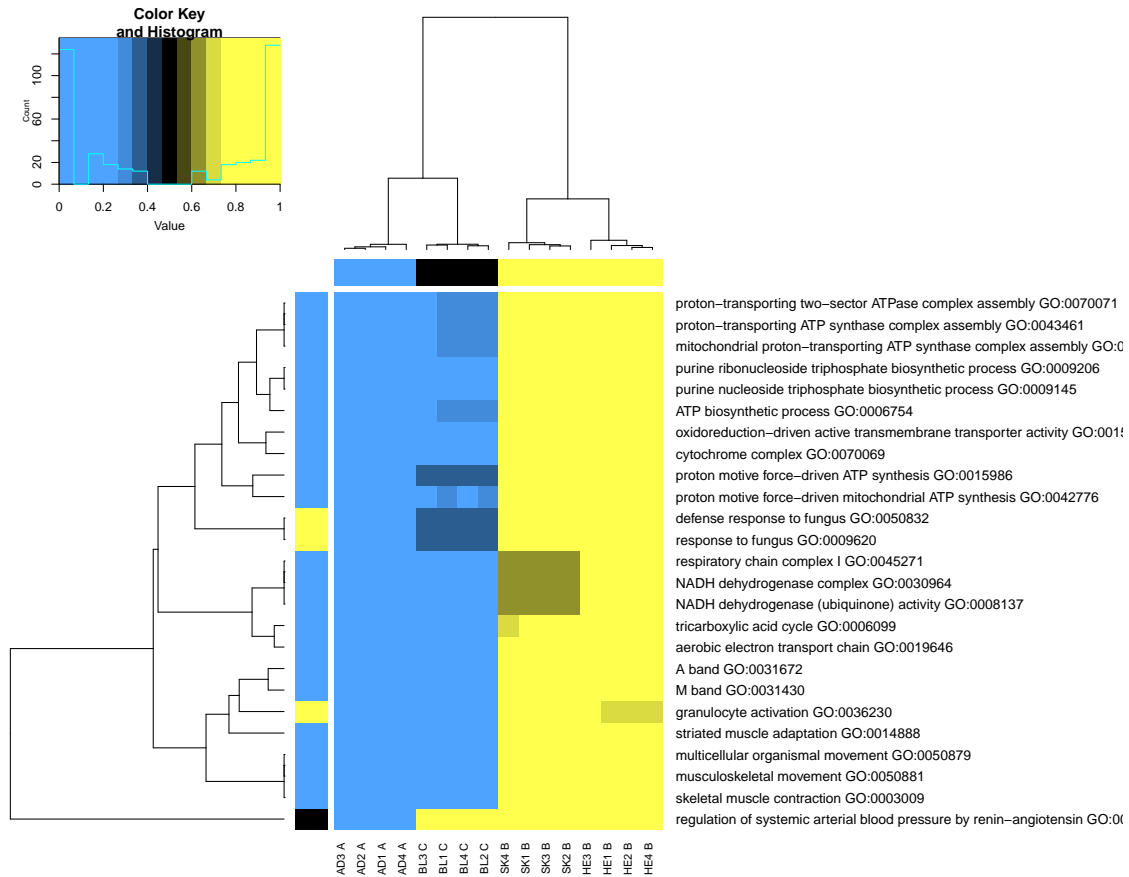 Color Key
and Histogram
Count
0
20
60
100
0
0.2
0.4
0.6
0.8
1
Value
proton−transporting two−sector ATPase complex assembly GO:0070071
proton−transporting ATP synthase complex assembly GO:0043461
mitochondrial proton−transporting ATP synthase complex assembly GO:0
purine ribonucleoside triphosphate biosynthetic process GO:0009206
purine nucleoside triphosphate biosynthetic process GO:0009145
ATP biosynthetic process GO:0006754
oxidoreduction−driven active transmembrane transporter activity GO:0015
cytochrome complex GO:0070069
proton motive force−driven ATP synthesis GO:0015986
proton motive force−driven mitochondrial ATP synthesis GO:0042776
defense response to fungus GO:0050832
response to fungus GO:0009620
respiratory chain complex I GO:0045271
NADH dehydrogenase complex GO:0030964
NADH dehydrogenase (ubiquinone) activity GO:0008137
tricarboxylic acid cycle GO:0006099
aerobic electron transport chain GO:0019646
A band GO:0031672
M band GO:0031430
granulocyte activation GO:0036230
striated muscle adaptation GO:0014888
multicellular organismal movement GO:0050879
musculoskeletal movement GO:0050881
skeletal muscle contraction GO:0003009
regulation of systemic arterial blood pressure by renin−angiotensin GO:00
AD3 A
AD2 A
AD1 A
AD4 A
BL3 C
BL1 C
BL4 C
BL2 C
SK4 B
SK1 B
SK3 B
SK2 B
HE3 B
HE1 B
HE2 B
HE4 B